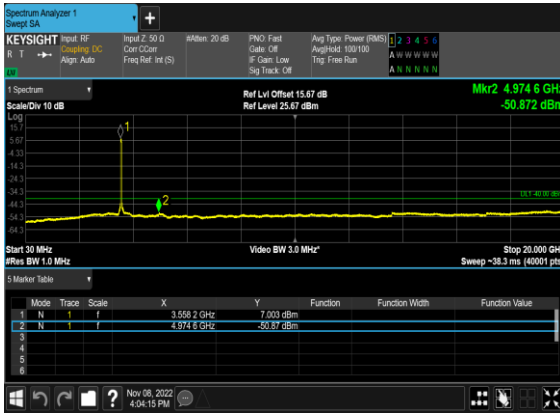 Spectrum Analyzer 1
Swept SA
+
KEYSIGHT Input: RF Input Z: 50 Ω #Atten: 20 dB PNO: Fast Avg Type: Power (RMS) 1 2 3 4 5 6
R T Coupling: DC Corr CCorr Gate: Off Avg|Hold: 100/100 A W W W W W
Align: Auto Freq Ref: Int (S) IF Gain: Low Trig: Free Run
Sig Track: Off A N N N N N
1 Spectrum Ref Lvl Offset 15.67 dB Mkr2 4.974 6 GHz
Scale/Div 10 dB Ref Level 25.67 dBm -50.872 dBm
Log
15.7
5.67
-4.33
-14.3
-24.3
-34.3
-44.3
-54.3
-64.3
1
2
DL1 -40.00 dBm
Start 30 MHz Video BW 3.0 MHz* Stop 20.000 GHz
#Res BW 1.0 MHz Sweep ~38.3 ms (40001 pts)
5 Marker Table
Mode Trace Scale X Y Function Function Width Function Value
1 N 1 f 3.558 2 GHz 7.003 dBm
2 N 1 f 4.974 6 GHz -50.87 dBm
3
4
5
6
? Nov 08, 2022
4:04:15 PM